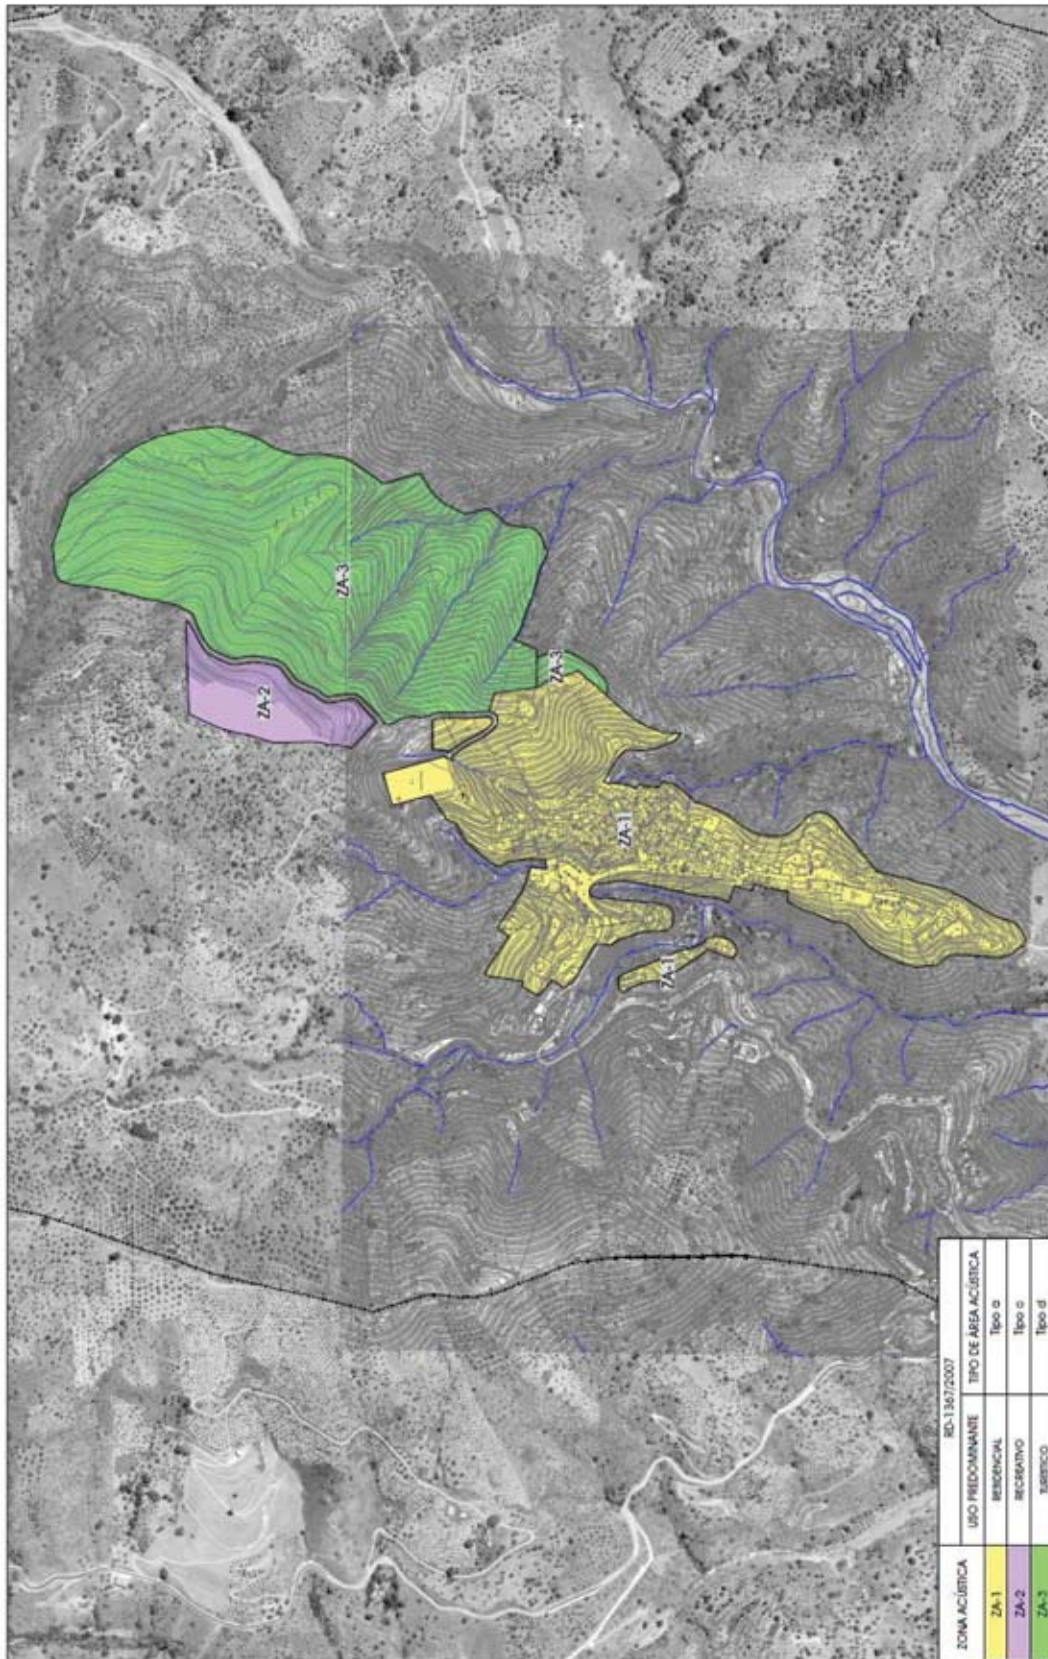 ZA-3
ZA-2
ZA-3
ZA-1
ZA-1
RD-1367/2007
ZONA ACÚSTICA USO PREDOMINANTE TIPO DE ÁREA ACÚSTICA
ZA-1 RESIDENCIAL Tipo a
ZA-2 RECREATIVO Tipo c
ZA-3 TURÍSTICO Tipo d